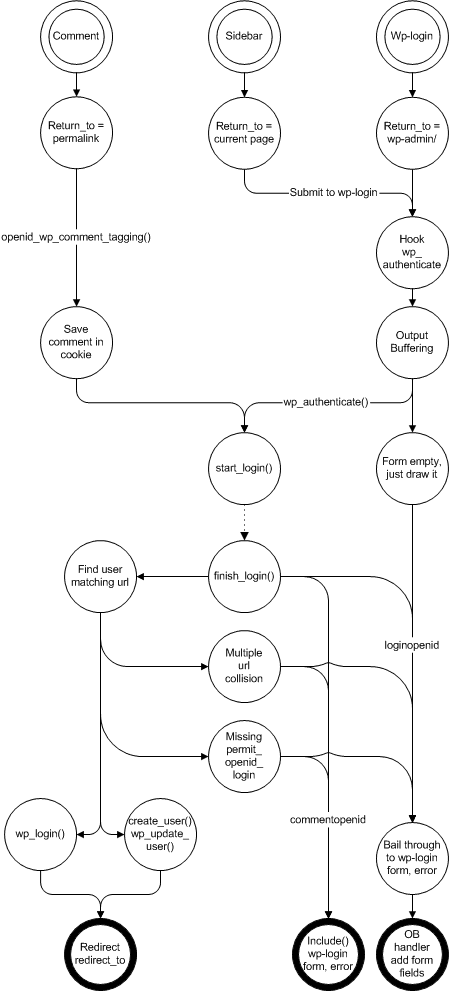 Comment
Sidebar
Wp-login
Return_to =
permalink
Return_to =
current page
Return_to =
wp-admin/
Submit to wp-login
openid_wp_comment_tagging()
Hook
wp_
authenticate
Save
comment in
cookie
Output
Buffering
wp_authenticate()
start_login()
Form empty,
just draw it
Find user
matching url
finish_login()
loginopenid
Multiple
url
collision
Missing
permit_
openid_
login
commentopenid
wp_login()
create_user()
wp_update_
user()
Bail through
to wp-login
form, error
Redirect
redirect_to
Include()
wp-login
form, error
OB
handler
add form
fields